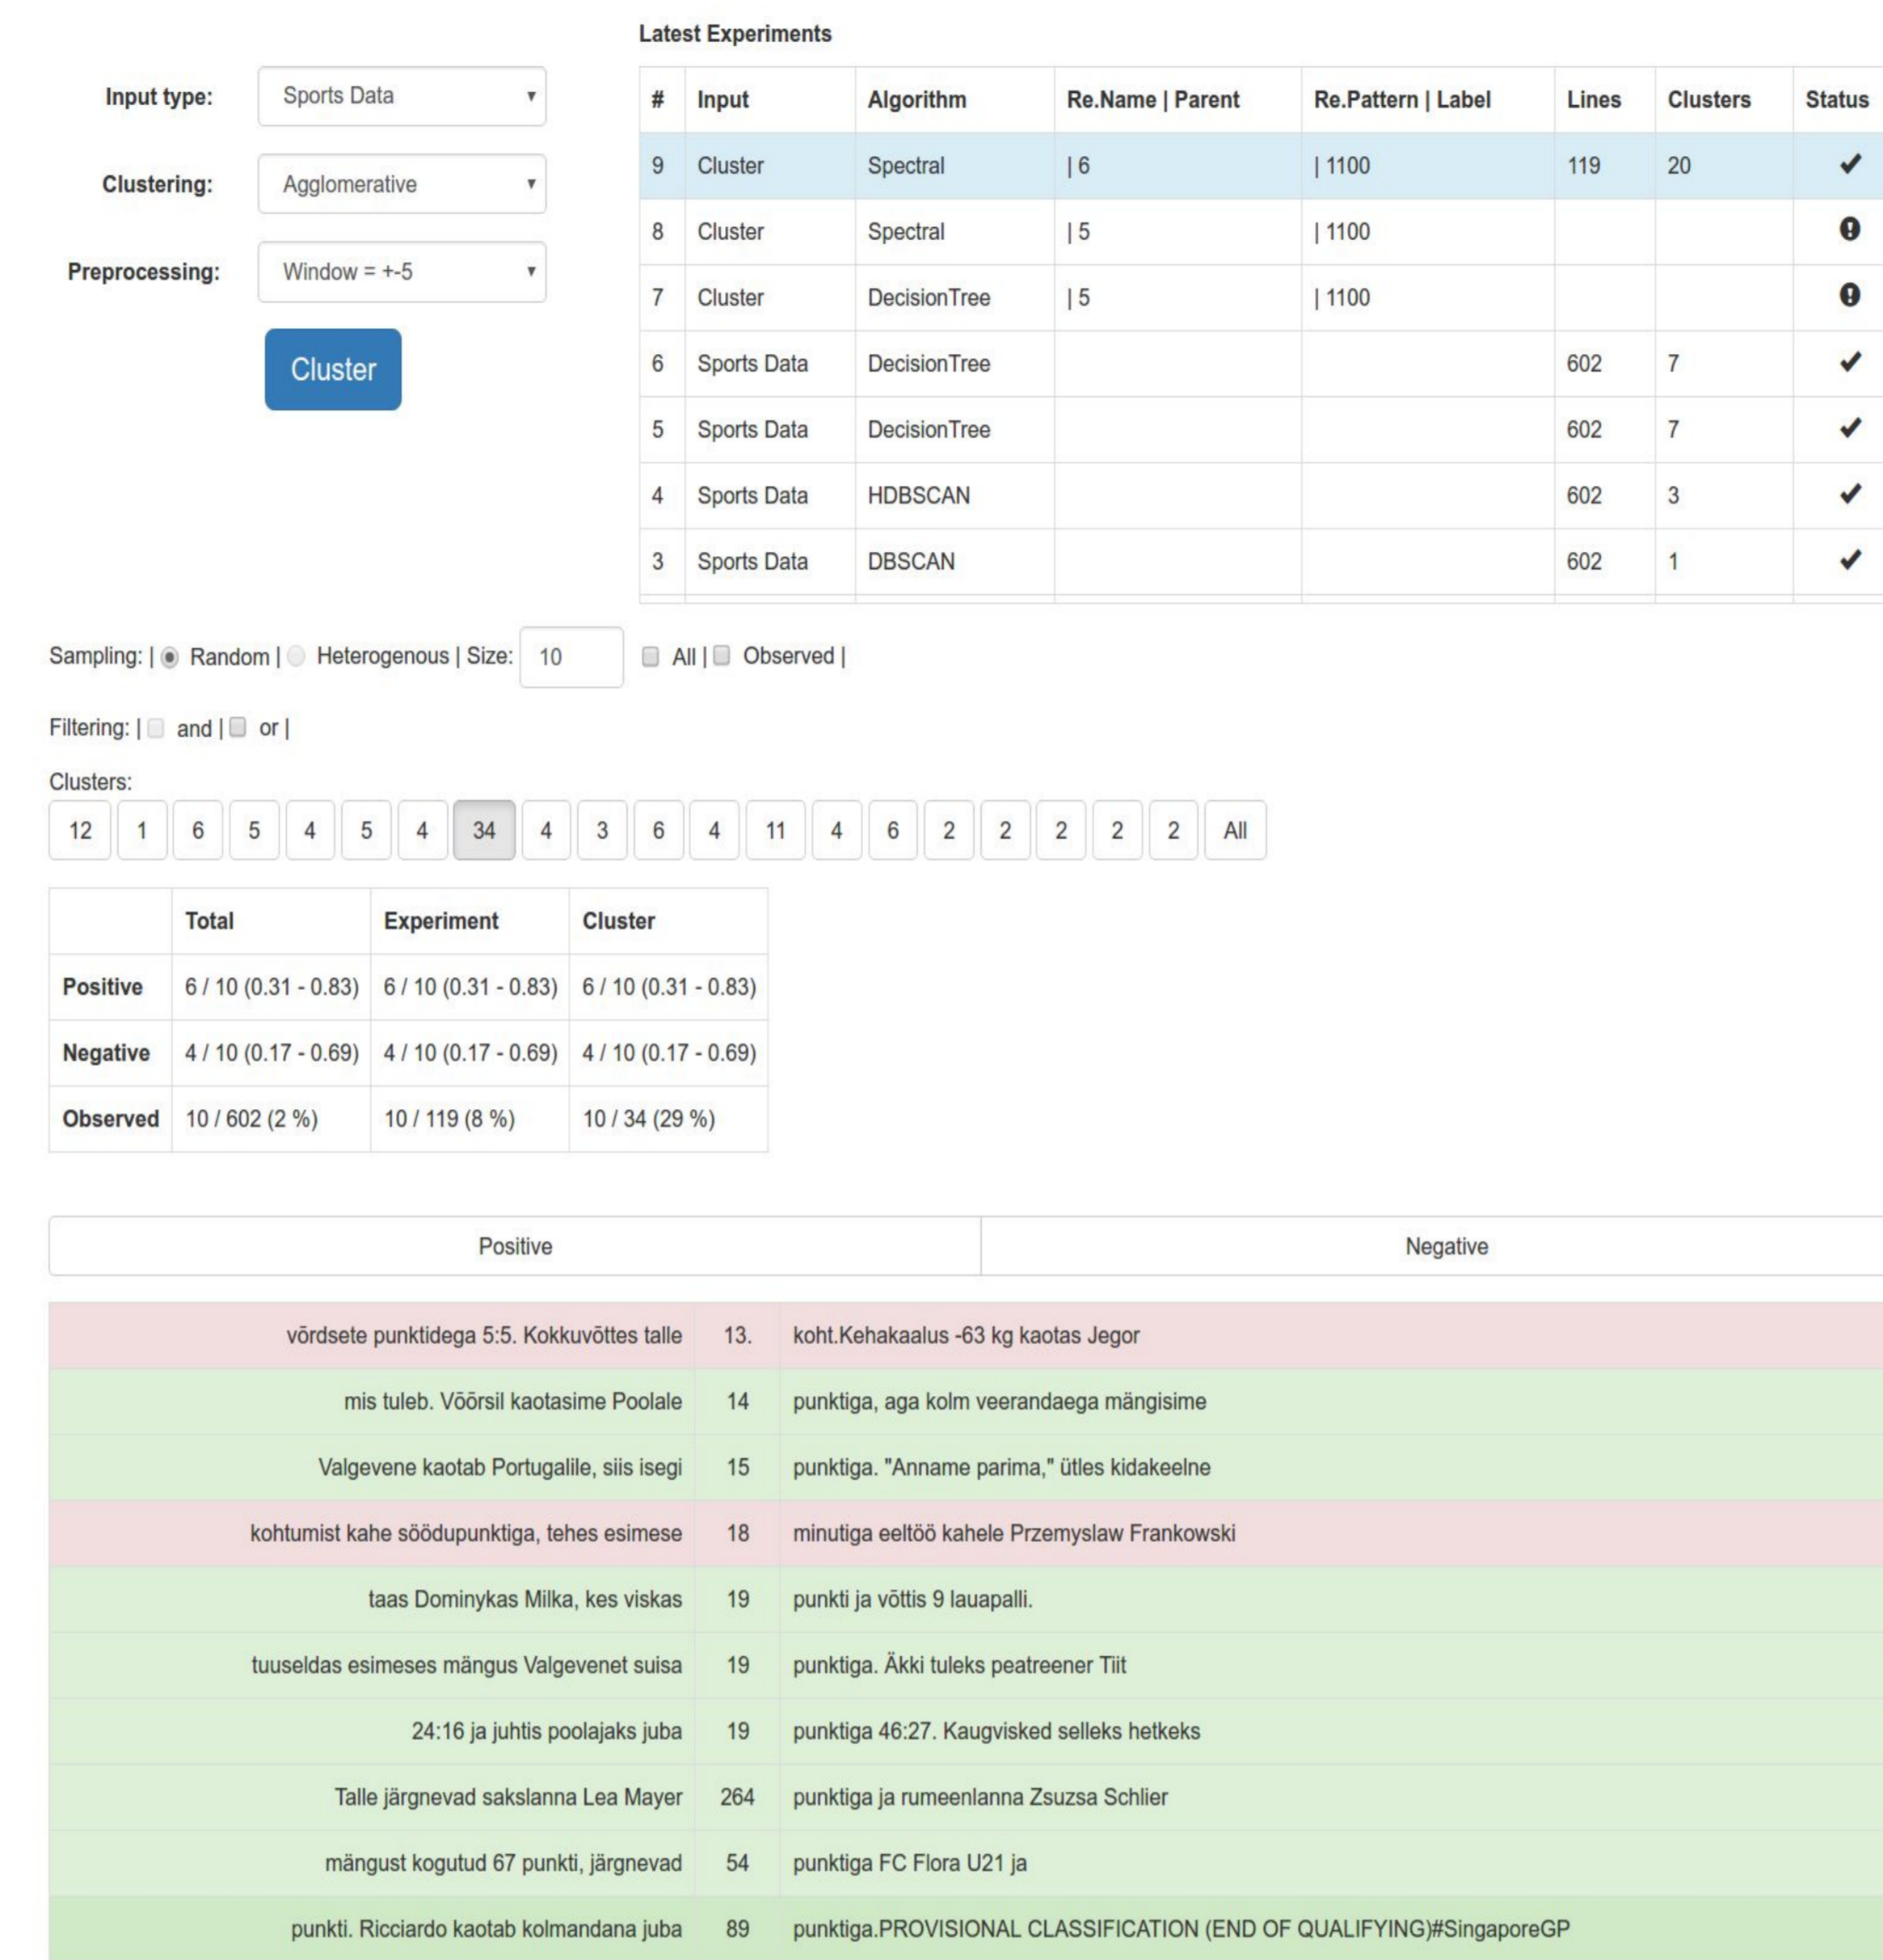 Latest Experiments
Input type: Sports Data
Clustering: Agglomerative
Preprocessing: Window = +-5
Cluster
# Input Algorithm Re.Name | Parent Re.Pattern | Label Lines Clusters Status
9 Cluster Spectral | 6 | 1100 119 20
8 Cluster Spectral | 5 | 1100
7 Cluster DecisionTree | 5 | 1100
6 Sports Data DecisionTree 602 7
5 Sports Data DecisionTree 602 7
4 Sports Data HDBSCAN 602 3
3 Sports Data DBSCAN 602 1
Sampling: | Random | Heterogenous | Size: 10 All | Observed |
Filtering: | and | or |
Clusters:
12 1 6 5 4 5 4 34 4 3 6 4 11 4 6 2 2 2 2 2 All
Total Experiment Cluster
Positive 6 / 10 (0.31 - 0.83) 6 / 10 (0.31 - 0.83) 6 / 10 (0.31 - 0.83)
Negative 4 / 10 (0.17 - 0.69) 4 / 10 (0.17 - 0.69) 4 / 10 (0.17 - 0.69)
Observed 10 / 602 (2 %) 10 / 119 (8 %) 10 / 34 (29 %)
Positive Negative
võrdsete punktidega 5:5. Kokkuvõttes talle 13. koht.Kehakaalus -63 kg kaotas Jegor
mis tuleb. Võõrsil kaotasime Poolale 14 punktiga, aga kolm veerandaega mängisime
Valgevene kaotab Portugalile, siis isegi 15 punktiga. "Anname parima," ütles kidakeelne
kohtumist kahe söödupunktiga, tehes esimese 18 minutiga eeltöö kahele Przemyslaw Frankowski
taas Dominykas Milka, kes viskas 19 punkti ja võttis 9 lauapalli.
tuuseldas esimeses mängus Valgevenet suisa 19 punktiga. Äkki tuleks peatreener Tiit
24:16 ja juhtis poolajaks juba 19 punktiga 46:27. Kaugvisked selleks hetkeks
Talle järgnevad sakslanna Lea Mayer 264 punktiga ja rumeenlanna Zsuzsa Schlier
mängust kogutud 67 punkti, järgnevad 54 punktiga FC Flora U21 ja
punkti. Ricciardo kaotab kolmandana juba 89 punktiga.PROVISIONAL CLASSIFICATION (END OF QUALIFYING)#SingaporeGP